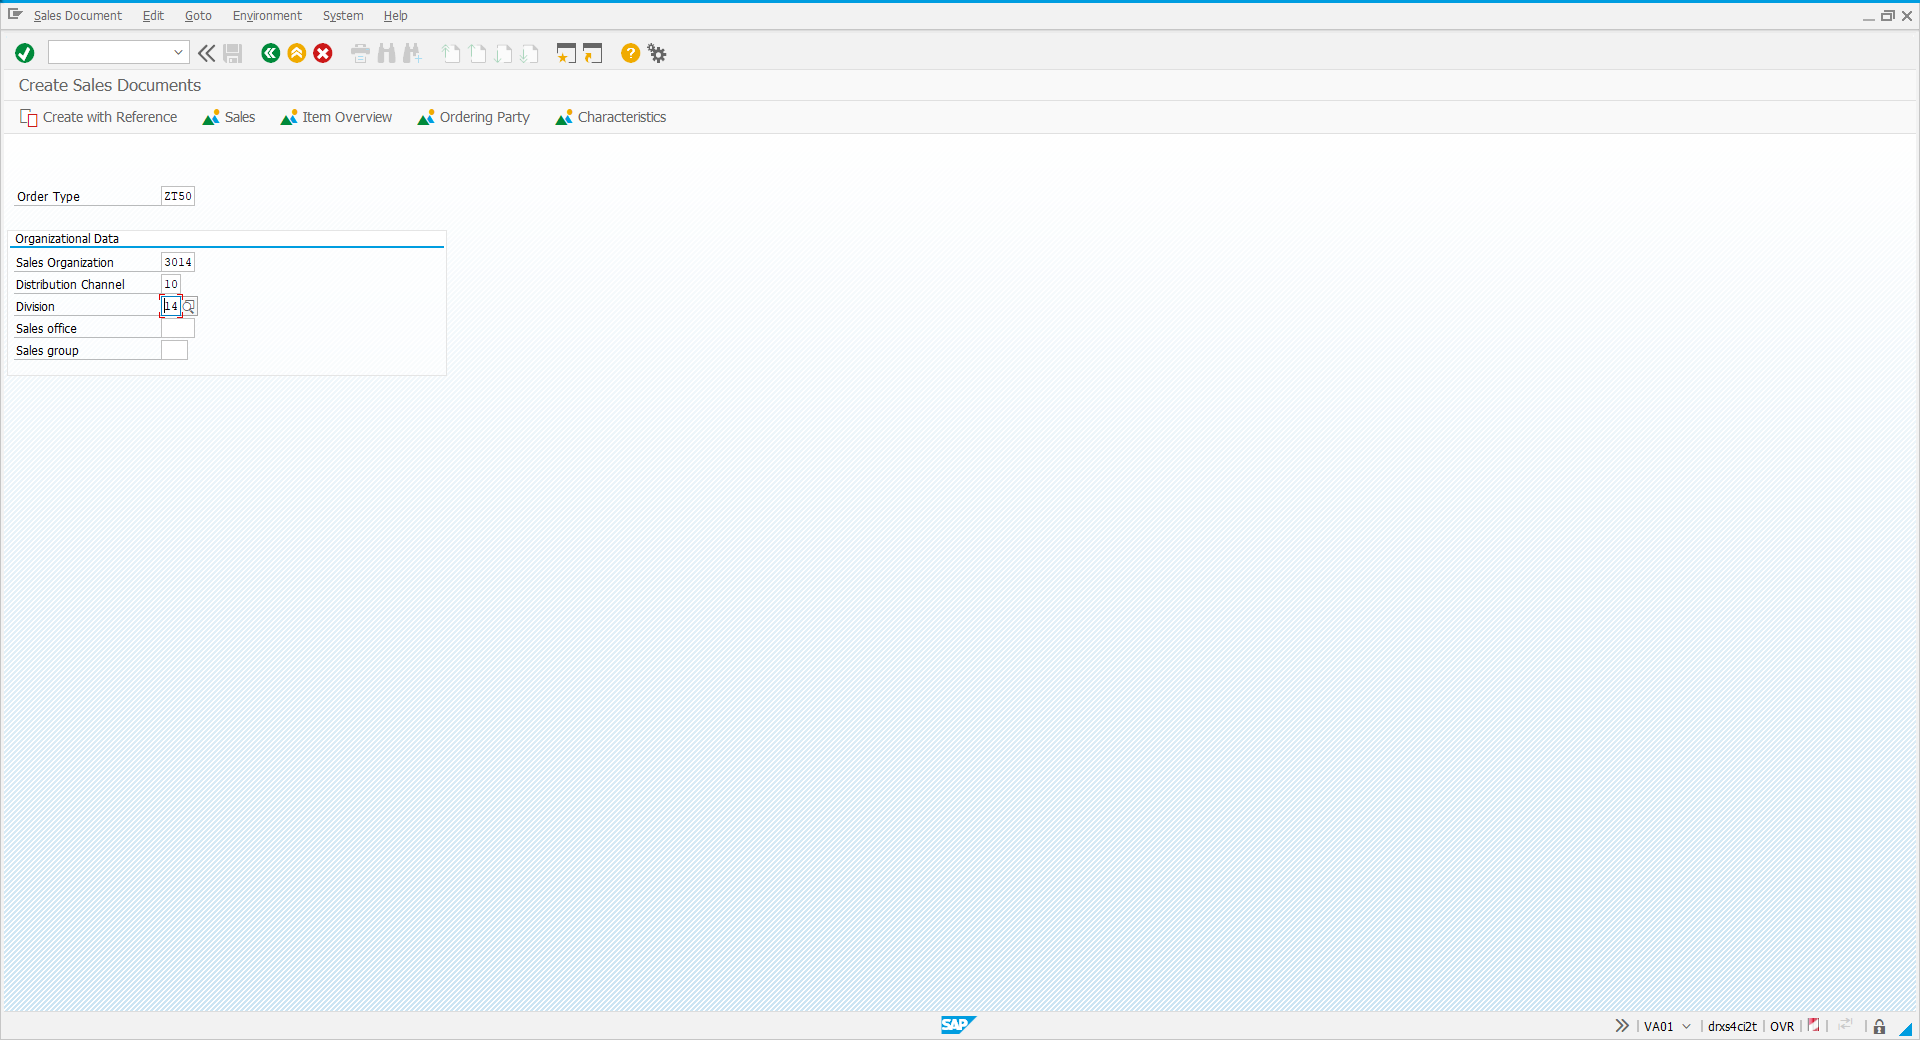 Sales Document Edit Goto Environment System Help
Create Sales Documents
Create with Reference Sales Item Overview Ordering Party Characteristics
Order Type ZT50
Organizational Data
Sales Organization 3014
Distribution Channel 10
Division 14
Sales office
Sales group
SAP
VA01 drxs4ci2t OVR